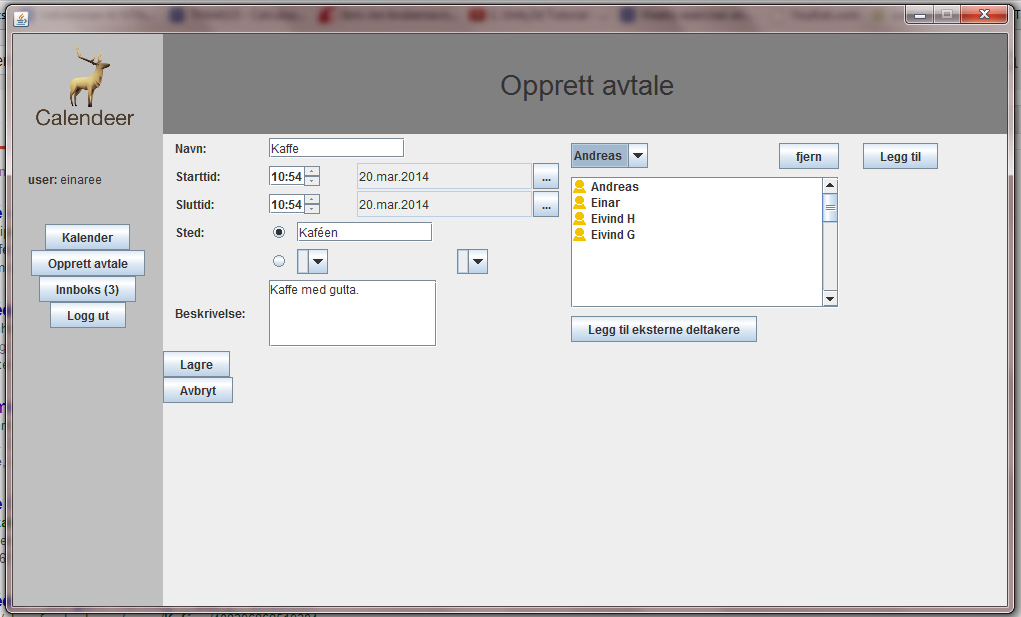 Calendeer
user: einaree
Kalender
Opprett avtale
Innboks (3)
Logg ut
Opprett avtale
Navn: Kaffe
Starttid: 10:54 20.mar.2014 ...
Sluttid: 10:54 20.mar.2014 ...
Sted: Kaféen
Beskrivelse: Kaffe med gutta.
Lagre
Avbryt
Andreas fjern Legg til
Andreas
Einar
Eivind H
Eivind G
Legg til eksterne deltakere